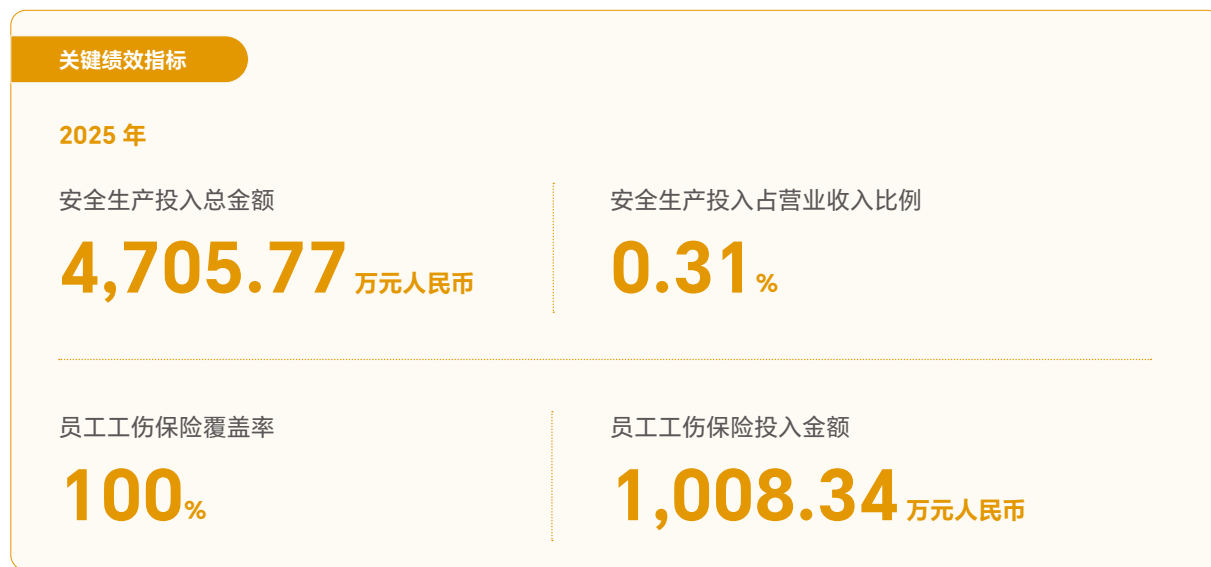 关键绩效指标
2025 年
安全生产投入总金额
4,705.77 万元人民币
安全生产投入占营业收入比例
0.31 %
员工工伤保险覆盖率
100%
员工工伤保险投入金额
1,008.34 万元人民币